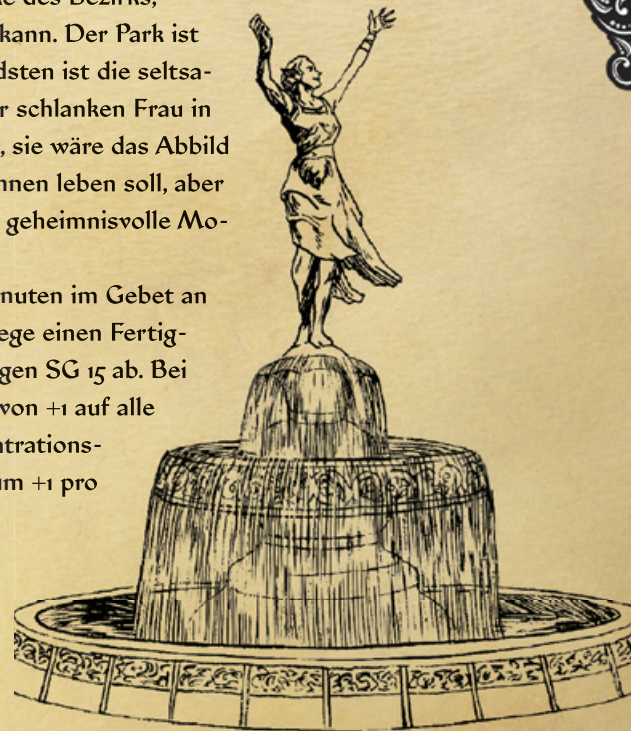 des Bezirks,
kann. Der Park ist
dsten ist die seltsa-
r schlanken Frau in
, sie wäre das Abbild
nnen leben soll, aber
geheimnisvolle Mo-
nuten im Gebet an
ege einen Fertig-
gen SG 15 ab. Bei
von +1 auf alle
ntrations-
um +1 pro